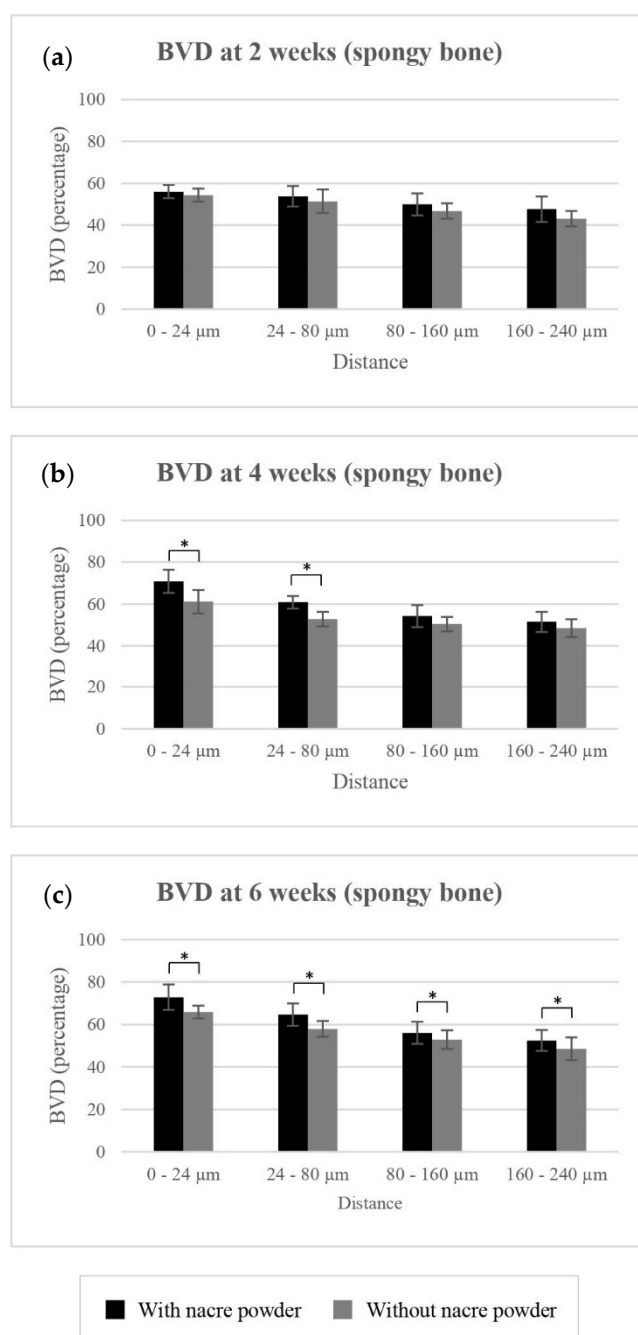 (a) BVD at 2 weeks (spongy bone)
BVD (percentage)
100
80
60
40
20
0
0 - 24 µm 24 - 80 µm 80 - 160 µm 160 - 240 µm
Distance
(b) BVD at 4 weeks (spongy bone)
BVD (percentage)
100
80
60
40
20
0
* *
0 - 24 µm 24 - 80 µm 80 - 160 µm 160 - 240 µm
Distance
(c) BVD at 6 weeks (spongy bone)
BVD (percentage)
100
80
60
40
20
0
* * * *
0 - 24 µm 24 - 80 µm 80 - 160 µm 160 - 240 µm
Distance
With nacre powder Without nacre powder